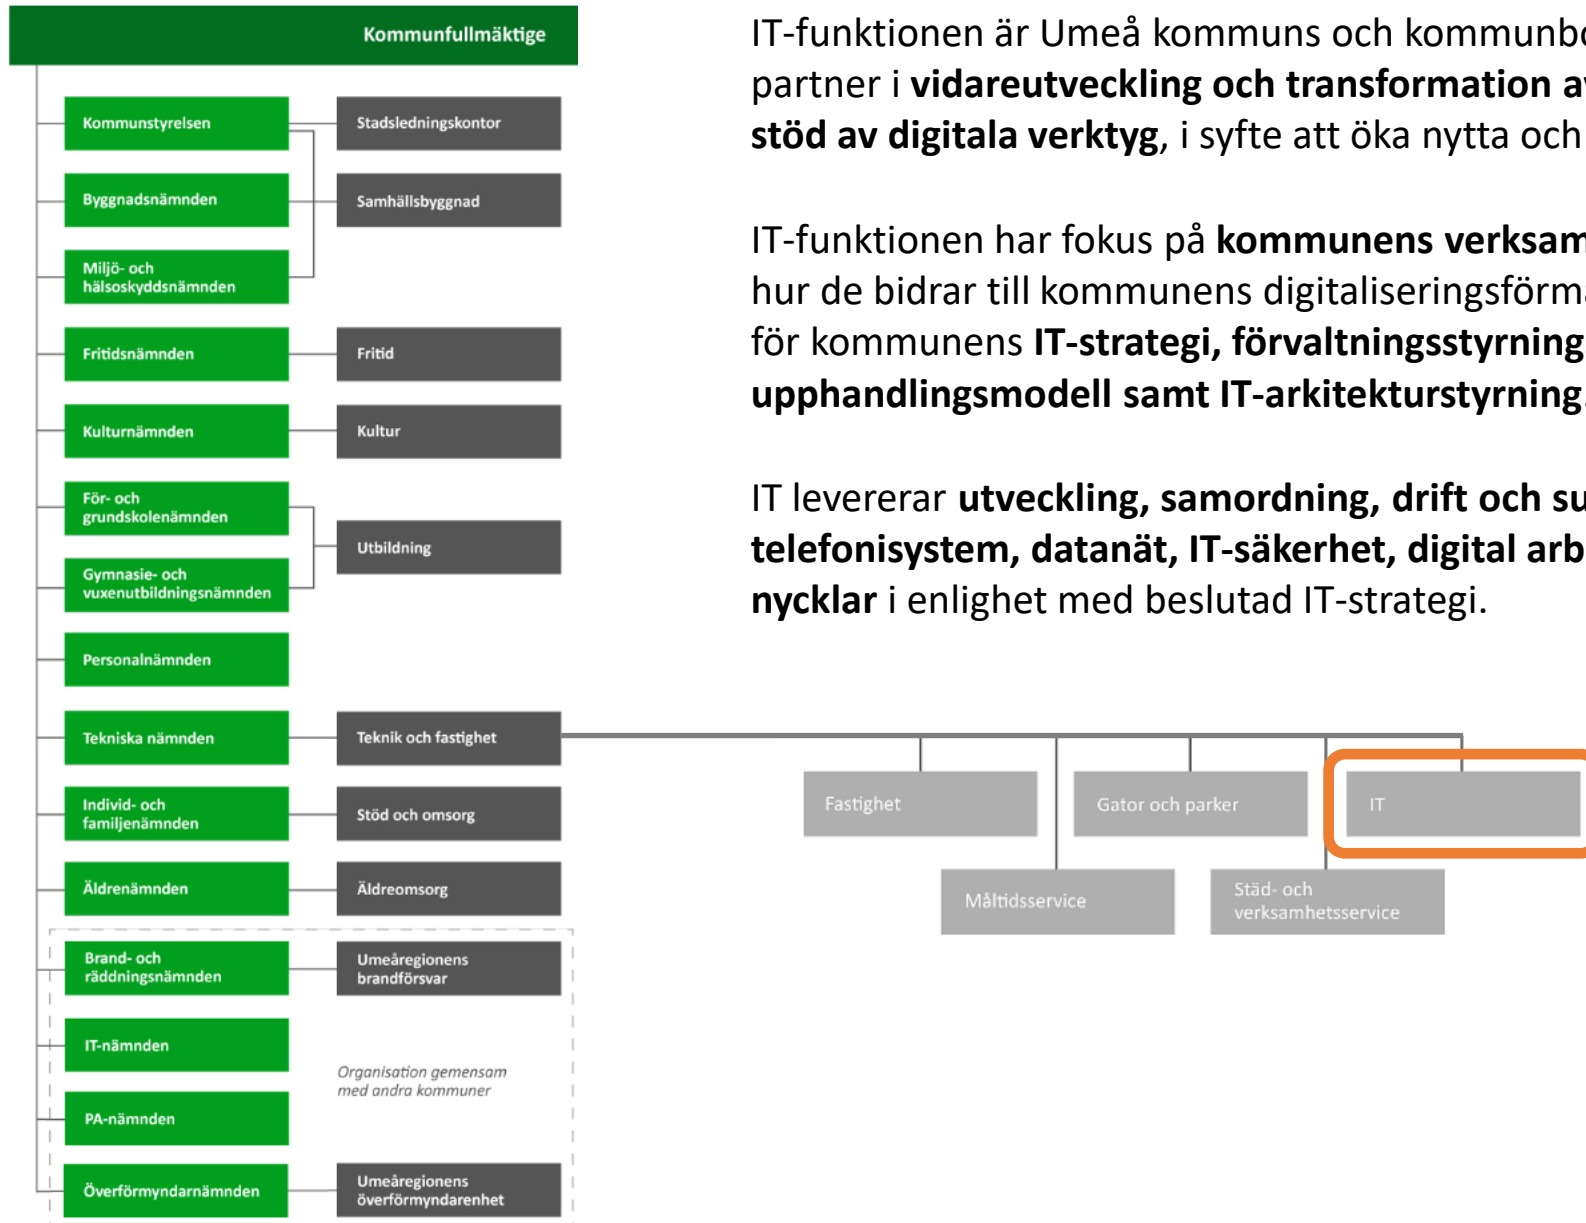 Kommunfullmäktige
Kommunstyrelsen
Stadsledningskontor
Byggnadsnämnden
Samhällsbyggnad
Miljö- och
hälsoskyddsnämnden
Fritidsnämnden
Fritid
Kulturnämnden
Kultur
För- och
grundskolenämnden
Utbildning
Gymnasie- och
vuxenutbildningsnämnden
Personalnämnden
Tekniska nämnden
Teknik och fastighet
Individ- och
familjenämnden
Stöd och omsorg
Äldrenämnden
Äldreomsorg
Brand- och
räddningsnämnden
Umeåregionens
brandförsvar
IT-nämnden
Organisation gemensam
med andra kommuner
PA-nämnden
Överförmyndarnämnden
Umeåregionens
överförmyndarenhet
IT-funktionen är Umeå kommuns och
partner i vidareutveckling och transformation
stöd av digitala verktyg, i syfte att öka nytta och
IT-funktionen har fokus på kommunens
hur de bidrar till kommunens
för kommunens IT-strategi, förvaltningsstyrning
upphandlingsmodell samt IT-arkitekturstyrning.
IT levererar utveckling, samordning, drift och
telefonisystem, datanät, IT-säkerhet, digital
nycklar i enlighet med beslutad IT-strategi.
Fastighet
Gator och parker
IT
Måltidsservice
Städ- och
verksamhetsservice